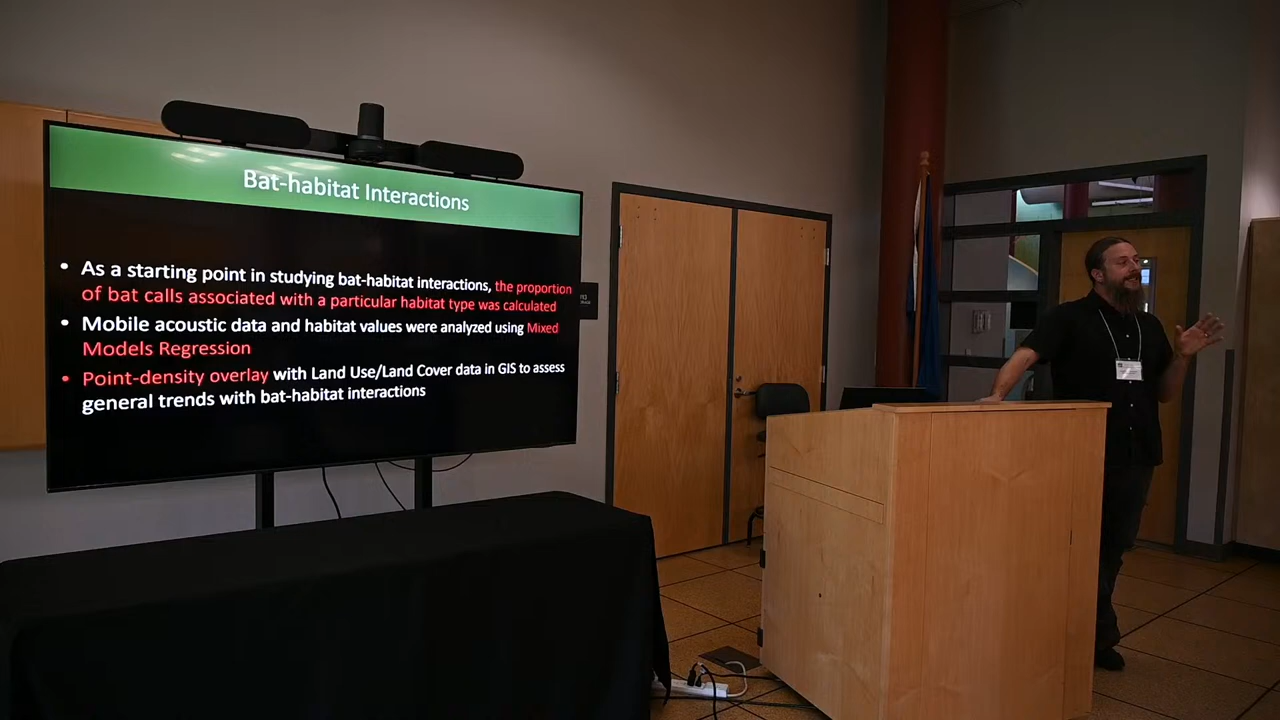 Bat-habitat Interactions
• As a starting point in studying bat-habitat interactions, the proportion
of bat calls associated with a particular habitat type was calculated
• Mobile acoustic data and habitat values were analyzed using Mixed
Models Regression
• Point-density overlay with Land Use/Land Cover data in GIS to assess
general trends with bat-habitat interactions